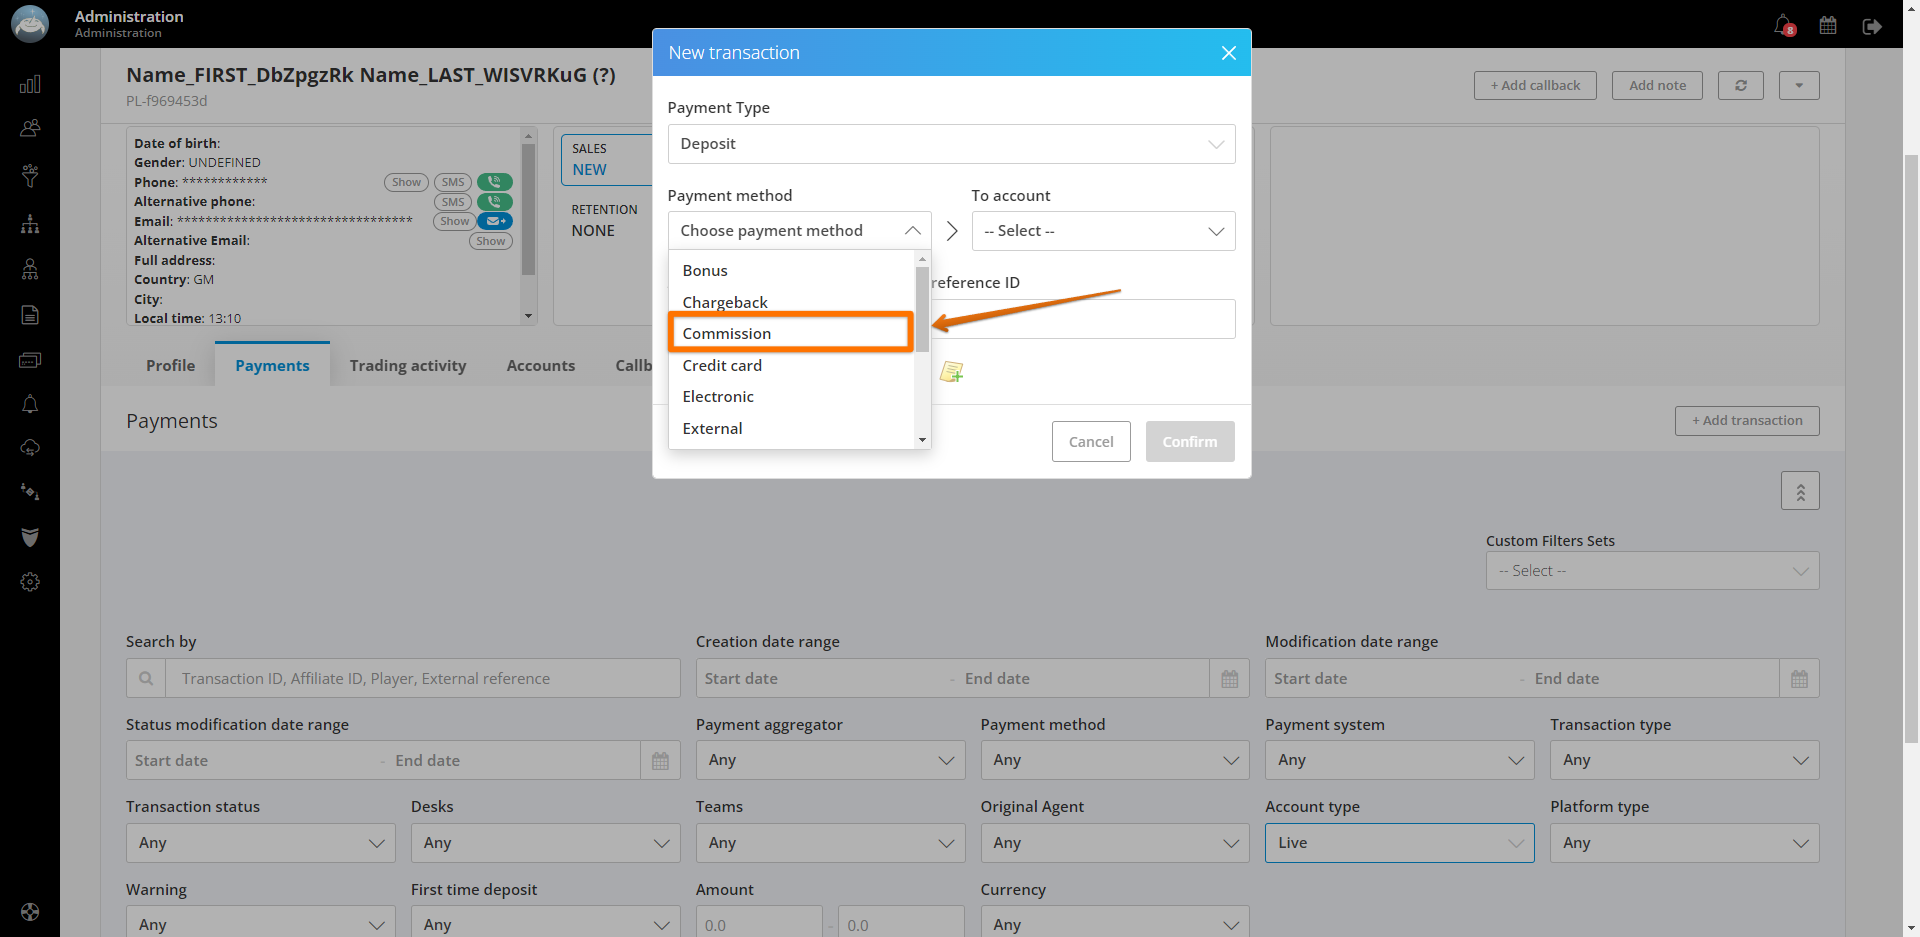 Administration
Administration
8
Name_FIRST_DbZpgzRk Name_LAST_WISVRKuG (?)
PL-f969453d
+ Add callback
Add note
Date of birth:
Gender: UNDEFINED
Phone: ************
Show
SMS
Alternative phone:
SMS
Email: *********************************
Show
Alternative Email:
Show
Full address:
Country: GM
City:
Local time: 13:10
SALES
NEW
RETENTION
NONE
New transaction
Payment Type
Deposit
Payment method
To account
Choose payment method
-- Select --
Bonus
Chargeback
Commission
Credit card
Electronic
External
reference ID
Cancel
Confirm
Profile
Payments
Trading activity
Accounts
Callb
Payments
+ Add transaction
Custom Filters Sets
-- Select --
Search by
Creation date range
Modification date range
Transaction ID, Affiliate ID, Player, External reference
Start date - End date
Start date - End date
Status modification date range
Payment aggregator
Payment method
Payment system
Transaction type
Start date - End date
Any
Any
Any
Any
Transaction status
Desks
Teams
Original Agent
Account type
Platform type
Any
Any
Any
Any
Live
Any
Warning
First time deposit
Amount
Currency
Any
Any
0.0 - 0.0
Any